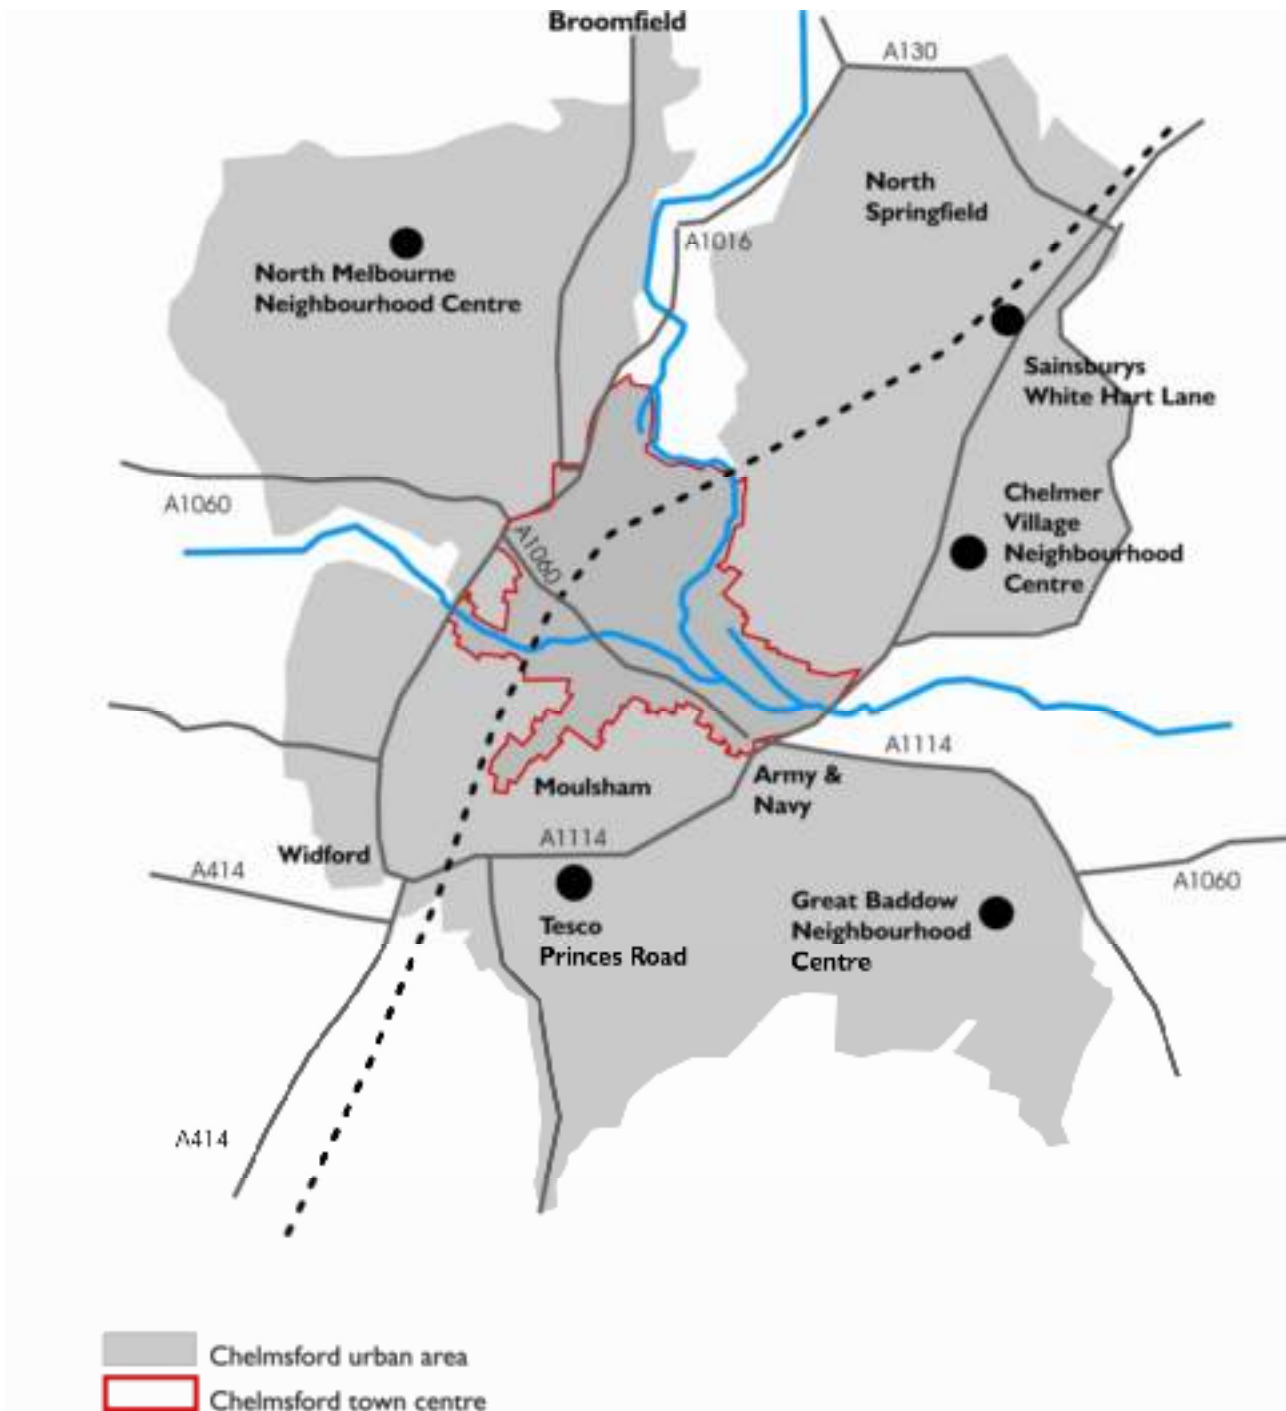 Broomfield
A130
North
Springfield
A1016
North Melbourne
Neighbourhood Centre
Sainsburys
White Hart Lane
A1060
Chelmer
Village
Neighbourhood
Centre
A1060
A1114
Army &
Navy
Moulsham
A1114
Widford
A414
A1060
Great Baddow
Neighbourhood
Centre
Tesco
Princes Road
A414
Chelmsford urban area
Chelmsford town centre